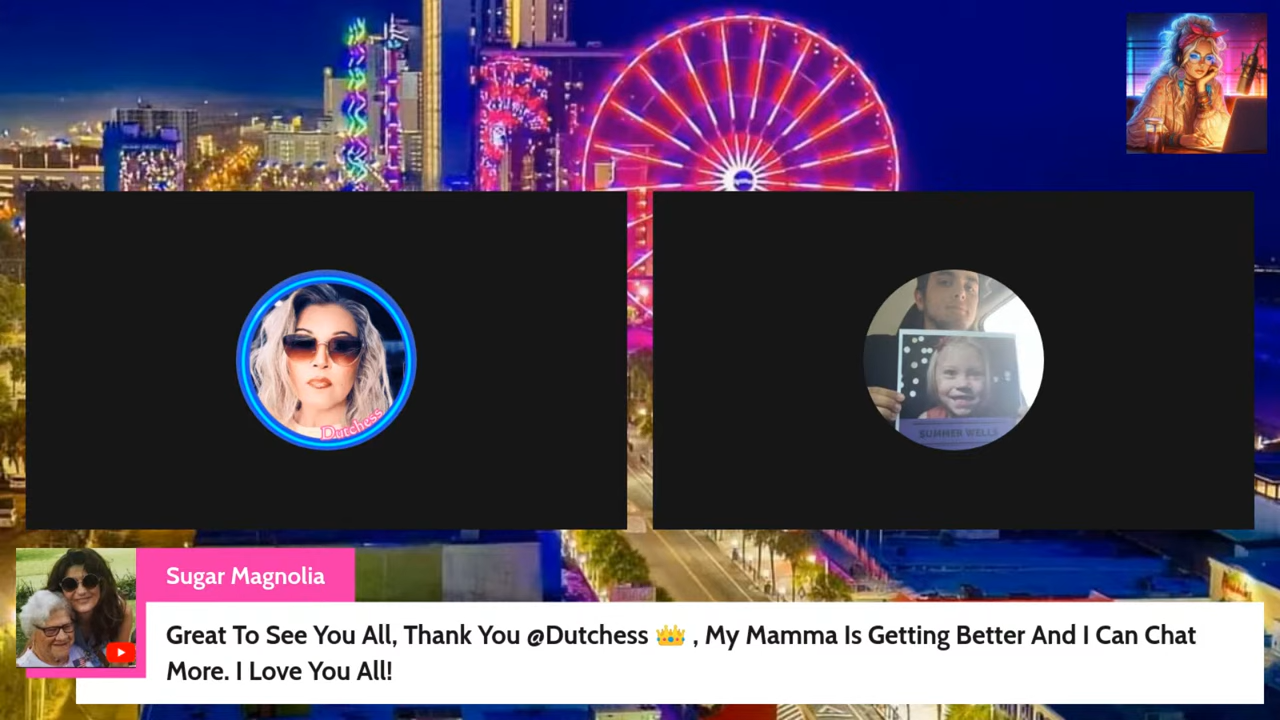 Dutchess
SUMMER WELLS
Sugar Magnolia
Great To See You All, Thank You @Dutchess 👑 , My Mamma Is Getting Better And I Can Chat
More. I Love You All!